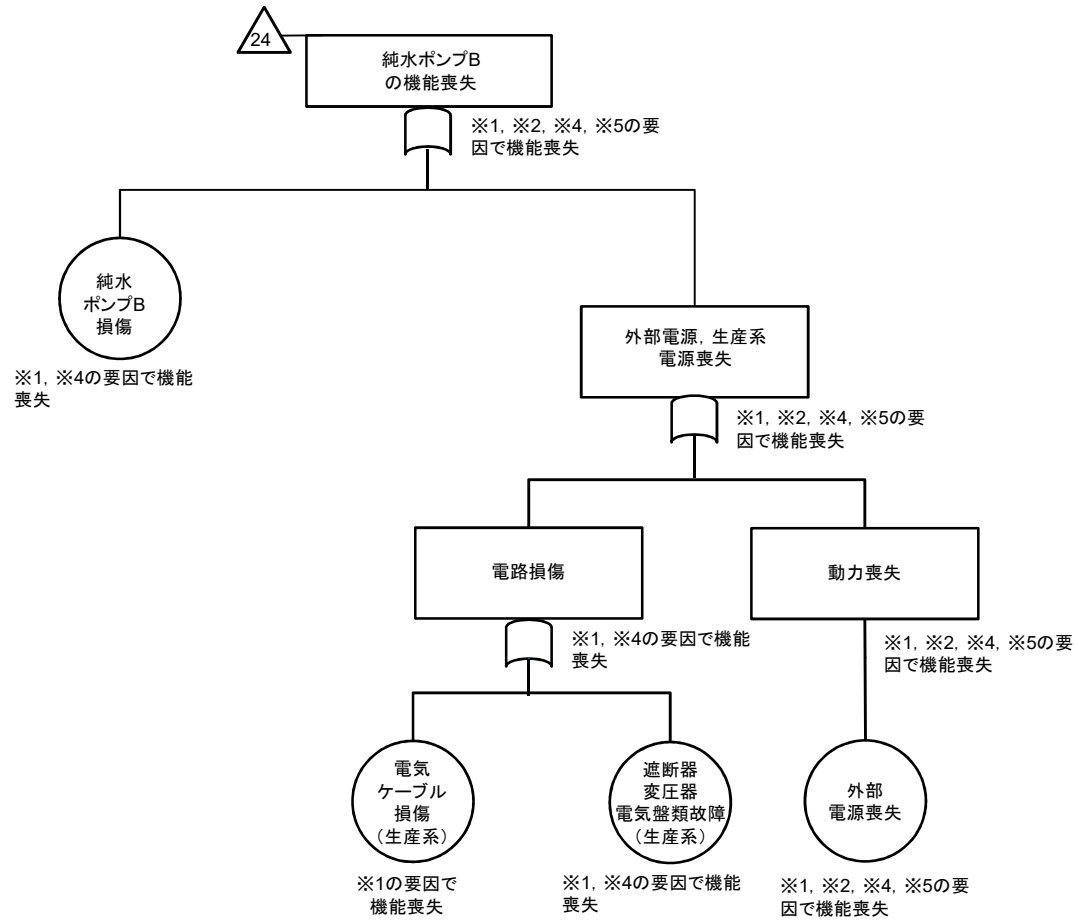 24
純水ポンプB
の機能喪失
※1, ※2, ※4, ※5の要
因で機能喪失
純水
ポンプB
損傷
※1, ※4の要因で機能
喪失
外部電源, 生産系
電源喪失
※1, ※2, ※4, ※5の要
因で機能喪失
電路損傷
※1, ※4の要因で機能
喪失
動力喪失
※1, ※2, ※4, ※5の要
因で機能喪失
電気
ケーブル
損傷
(生産系)
※1の要因で
機能喪失
遮断器
変圧器
電気盤類故障
(生産系)
※1, ※4の要因で機能
喪失
外部
電源喪失
※1, ※2, ※4, ※5の要
因で機能喪失